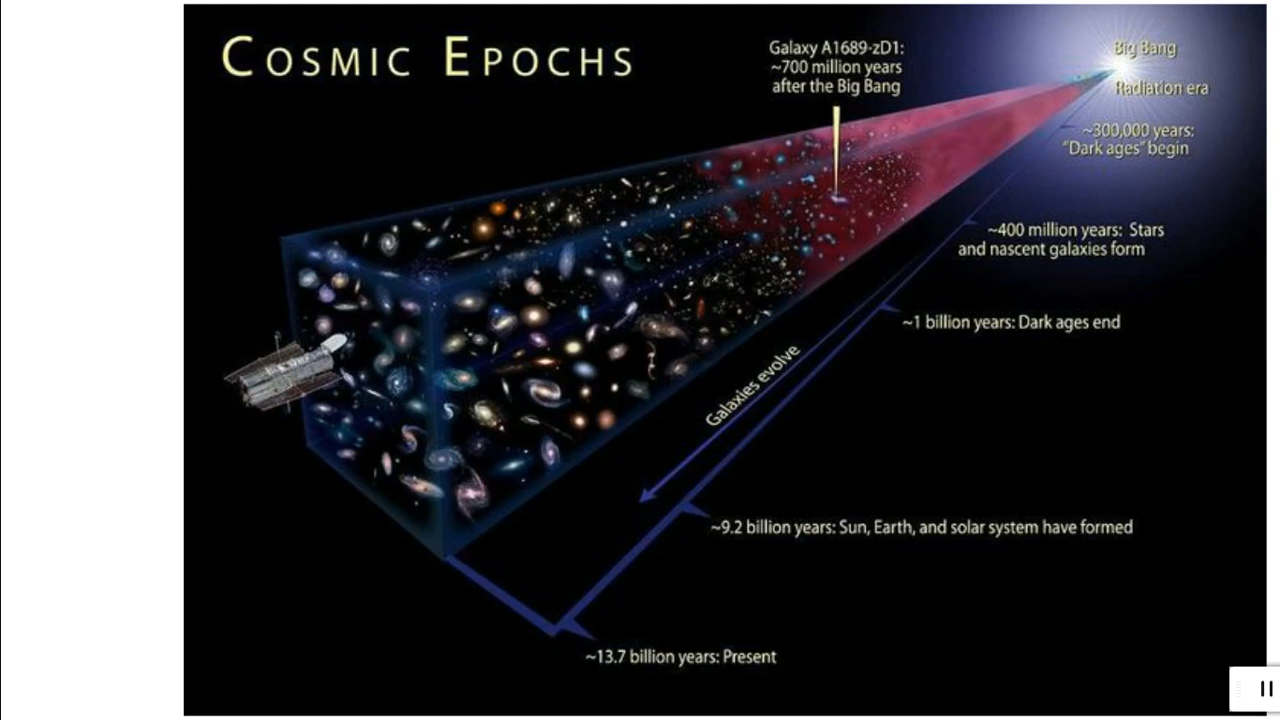 COSMIC EPOCHS
Galaxy A1689-zD1:
~700 million years
after the Big Bang
Big Bang
Radiation era
~300,000 years:
"Dark ages" begin
~400 million years: Stars
and nascent galaxies form
~1 billion years: Dark ages end
Galaxies evolve
~9.2 billion years: Sun, Earth, and solar system have formed
~13.7 billion years: Present